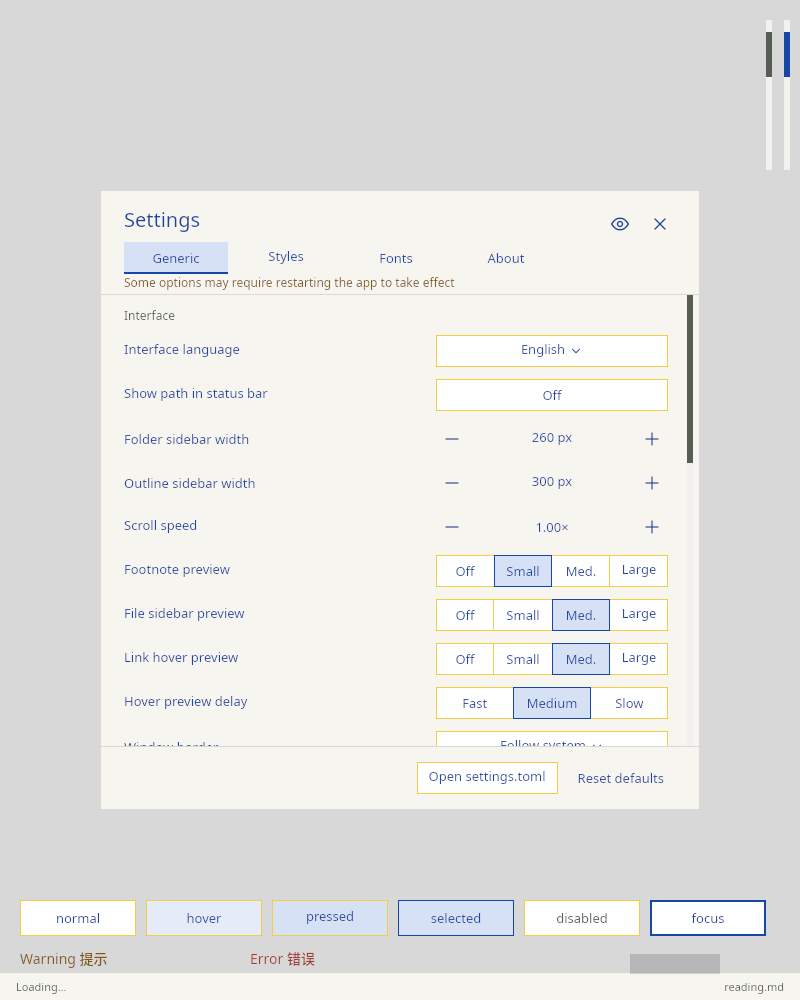 Settings
Generic Styles Fonts About
Some options may require restarting the app to take effect
Interface
Interface language English
Show path in status bar Off
Folder sidebar width 260 px
Outline sidebar width 300 px
Scroll speed 1.00×
Footnote preview Off Small Med. Large
File sidebar preview Off Small Med. Large
Link hover preview Off Small Med. Large
Hover preview delay Fast Medium Slow
Window border Follow system
Open settings.toml Reset defaults
normal hover pressed selected disabled focus
Warning 提示 Error 错误
Loading... reading.md